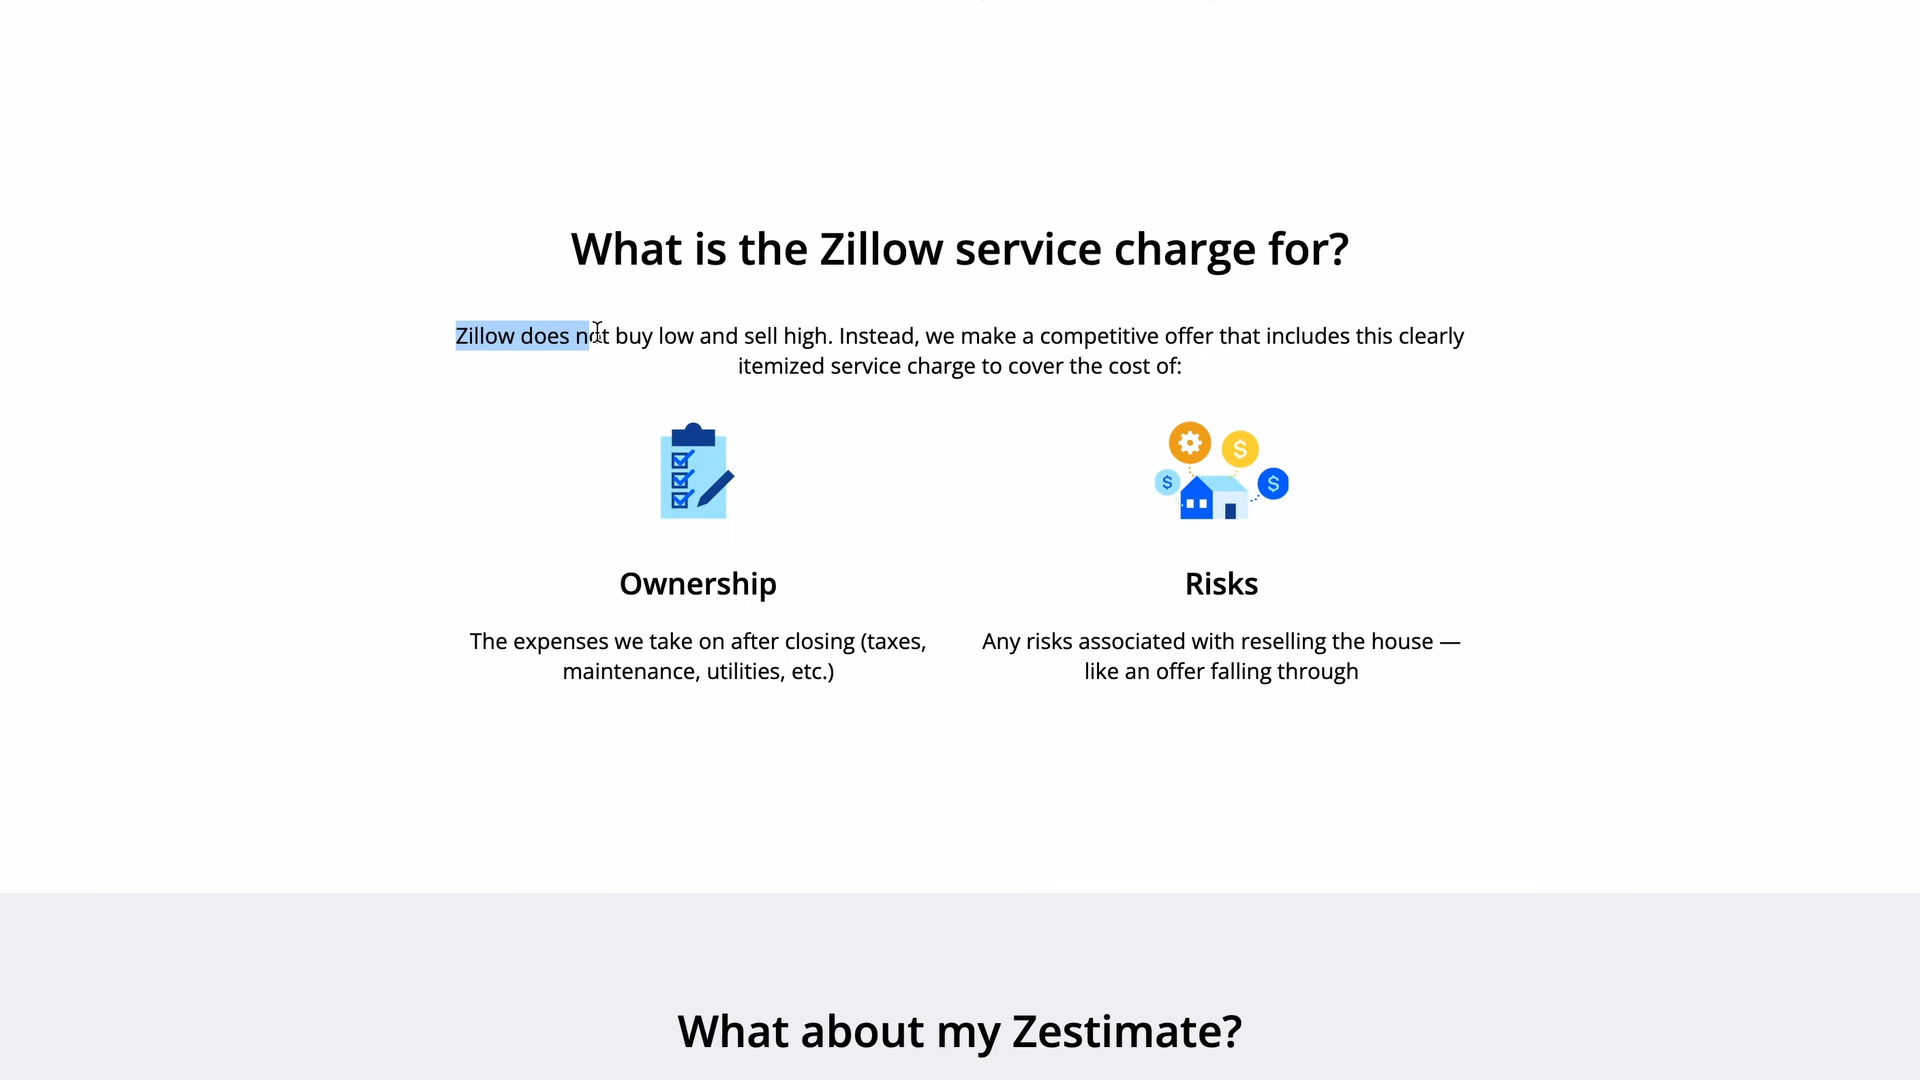 What is the Zillow service charge for?
Zillow does not buy low and sell high. Instead, we make a competitive offer that includes this clearly
itemized service charge to cover the cost of:
$
$
$
Ownership
The expenses we take on after closing (taxes,
maintenance, utilities, etc.)
Risks
Any risks associated with reselling the house —
like an offer falling through
What about my Zestimate?